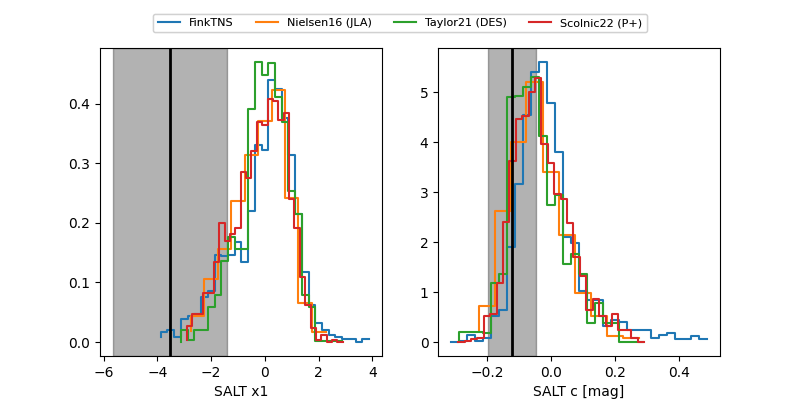 FinkTNS Nielsen16 (JLA) Taylor21 (DES) Scolnic22 (P+)
0.4
0.3
0.2
0.1
0.0
−6 −4 −2 0 2 4
SALT x1
5
4
3
2
1
0
−0.2 0.0 0.2 0.4
SALT c [mag]